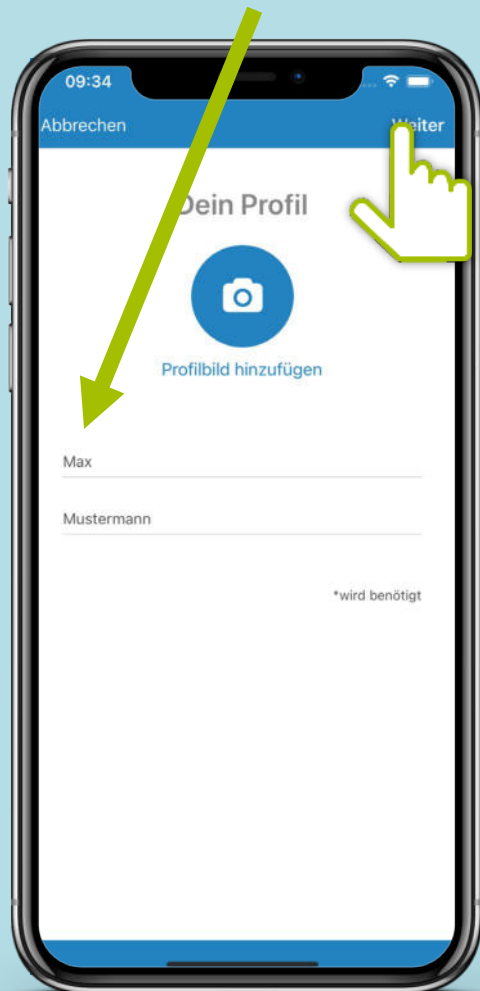 09:34
Abbrechen
Weiter
Dein Profil
Profilbild hinzufügen
Max
Mustermann
*wird benötigt